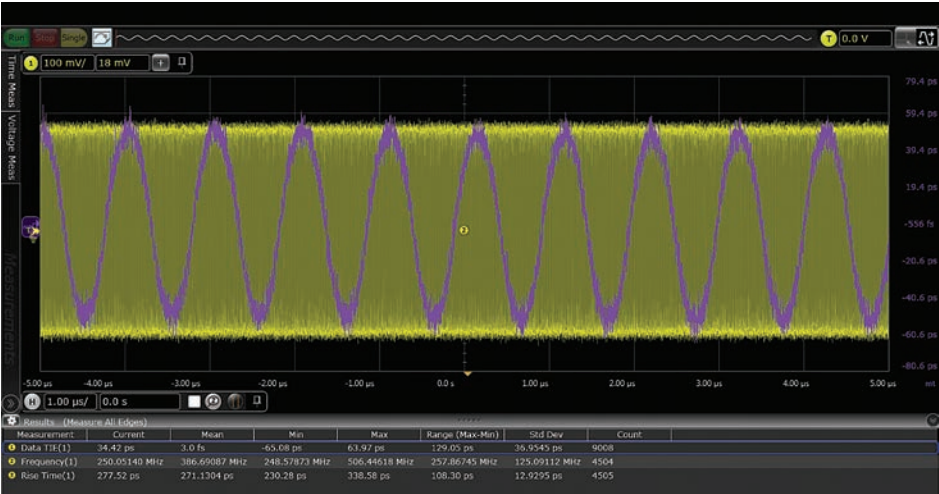 Run Stop Single T 0.0 V
1 100 mV/ 18 mV +
Time Meas
Voltage Meas
Measurements
79.4 ps
59.4 ps
39.4 ps
19.4 ps
-556 fs
-20.6 ps
-40.6 ps
-60.6 ps
-80.6 ps
2
-5.00 µs -4.00 µs -3.00 µs -2.00 µs -1.00 µs 0.0 s 1.00 µs 2.00 µs 3.00 µs 4.00 µs 5.00 µs
H 1.00 µs/ 0.0 s
Results (Measure All Edges)
Measurement Current Mean Min Max Range (Max-Min) Std Dev Count
Data TIE(1) 34.42 ps 3.0 fs -65.08 ps 63.97 ps 129.05 ps 36.9545 ps 9008
Frequency(1) 250.05140 MHz 386.69087 MHz 248.57873 MHz 506.44618 MHz 257.86745 MHz 125.09112 MHz 4504
Rise Time(1) 277.52 ps 271.1304 ps 230.28 ps 338.58 ps 108.30 ps 12.9295 ps 4505